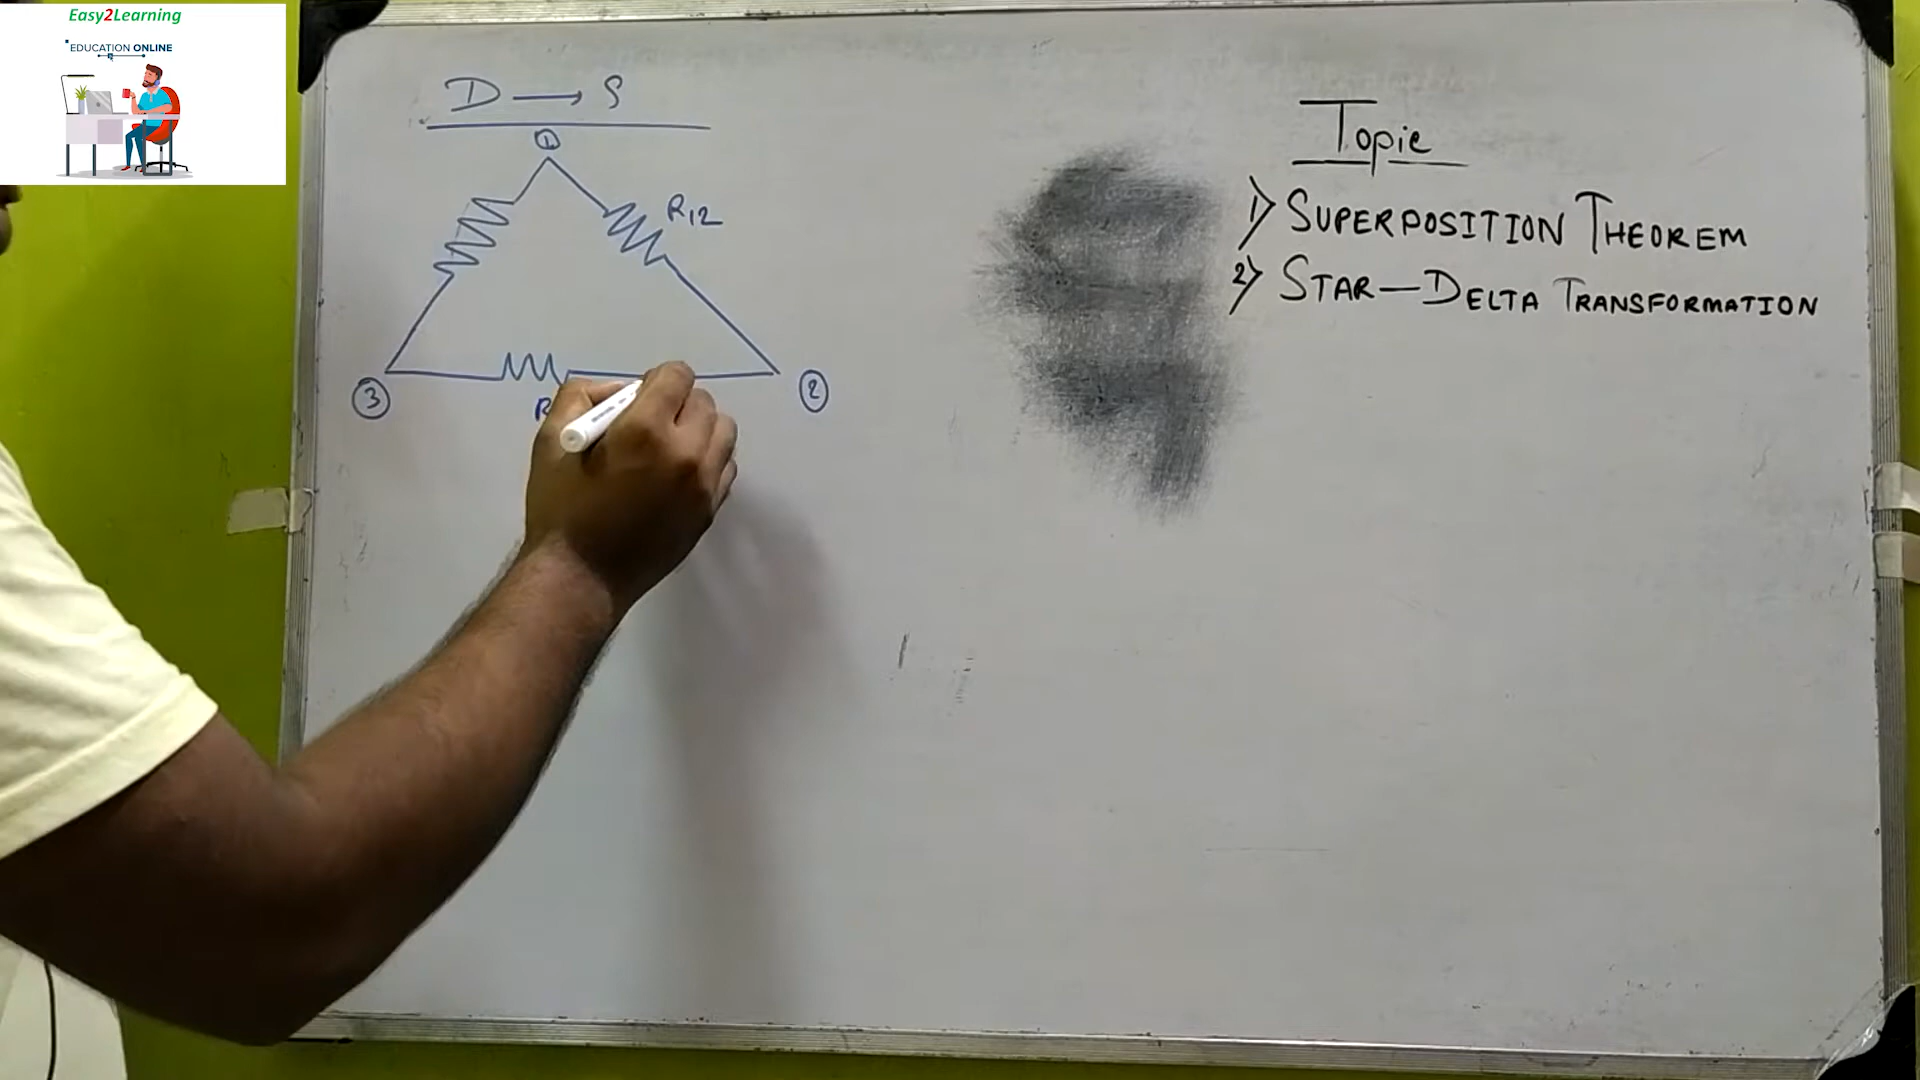 Easy2Learning
EDUCATION ONLINE
D → S
1
R12
3
2
R
Topic
1) SUPERPOSITION THEOREM
2) STAR-DELTA TRANSFORMATION